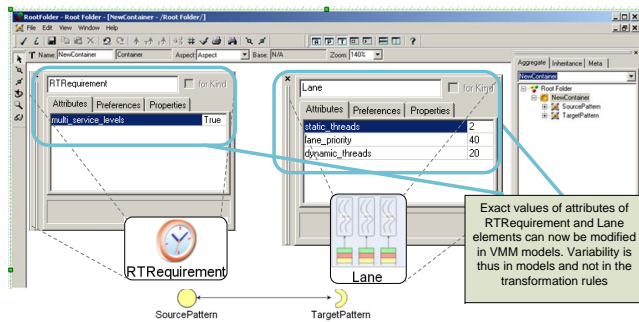 RootFolder - Root Folder - [NewContainer - /Root Folder/]
File Edit View Window Help
Name: NewContainer Container Aspect: Aspect Base: N/A Zoom: 140%
Aggregate Inheritance Meta
NewContainer
Root Folder
NewContainer
SourcePattern
TargetPattern
RTRequirement for Kind
Attributes Preferences Properties
multi_service_levels True
Lane for Kind
Attributes Preferences Properties
static_threads 2
lane_priority 40
dynamic_threads 20
RTRequirement
Lane
SourcePattern
TargetPattern
Exact values of attributes of
RTRequirement and Lane
elements can now be modified
in VMM models. Variability is
thus in models and not in the
transformation rules